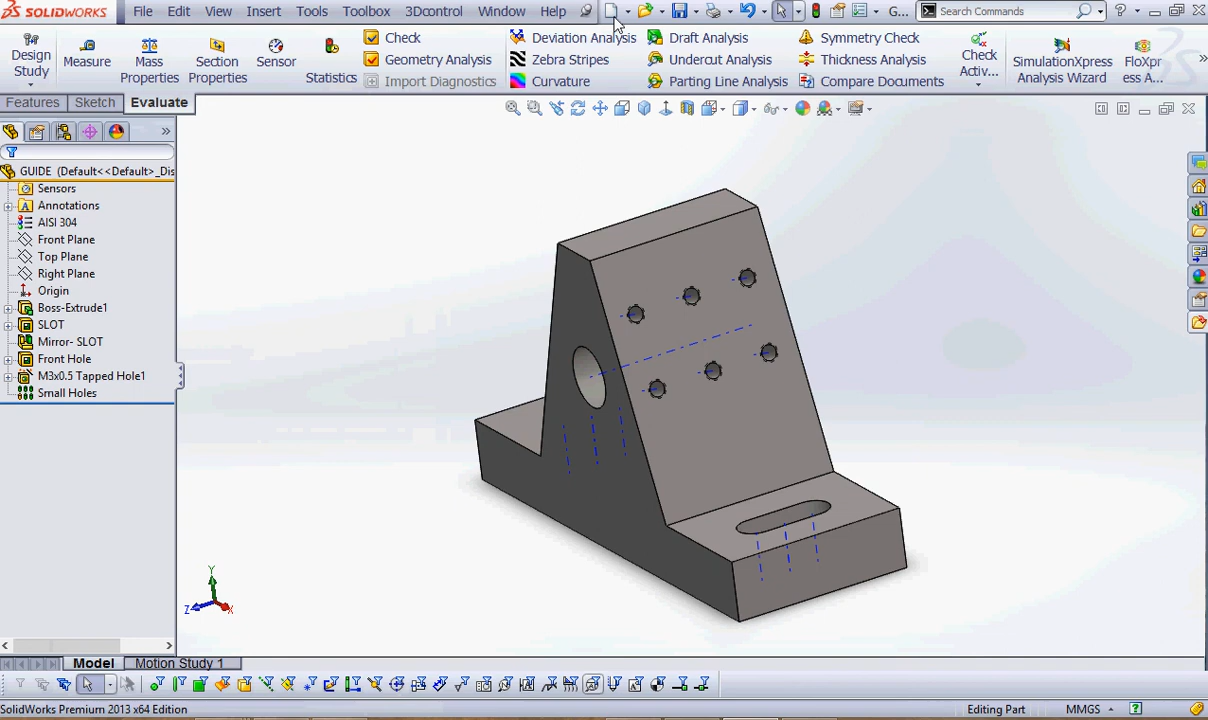 SOLIDWORKS File Edit View Insert Tools Toolbox 3Dcontrol Window Help G... Search Commands
Design Study Measure Mass Properties Section Properties Sensor Statistics
Check Deviation Analysis Draft Analysis Symmetry Check
Geometry Analysis Zebra Stripes Undercut Analysis Thickness Analysis
Import Diagnostics Curvature Parting Line Analysis Compare Documents
Check Activ... SimulationXpress Analysis Wizard FloXpr ess A...
Features Sketch Evaluate
GUIDE (Default<<Default>_Dis
Sensors
Annotations
AISI 304
Front Plane
Top Plane
Right Plane
Origin
Boss-Extrude1
SLOT
Mirror- SLOT
Front Hole
M3x0.5 Tapped Hole1
Small Holes
Y
Z X
Model Motion Study 1
SolidWorks Premium 2013 x64 Edition Editing Part MMGS